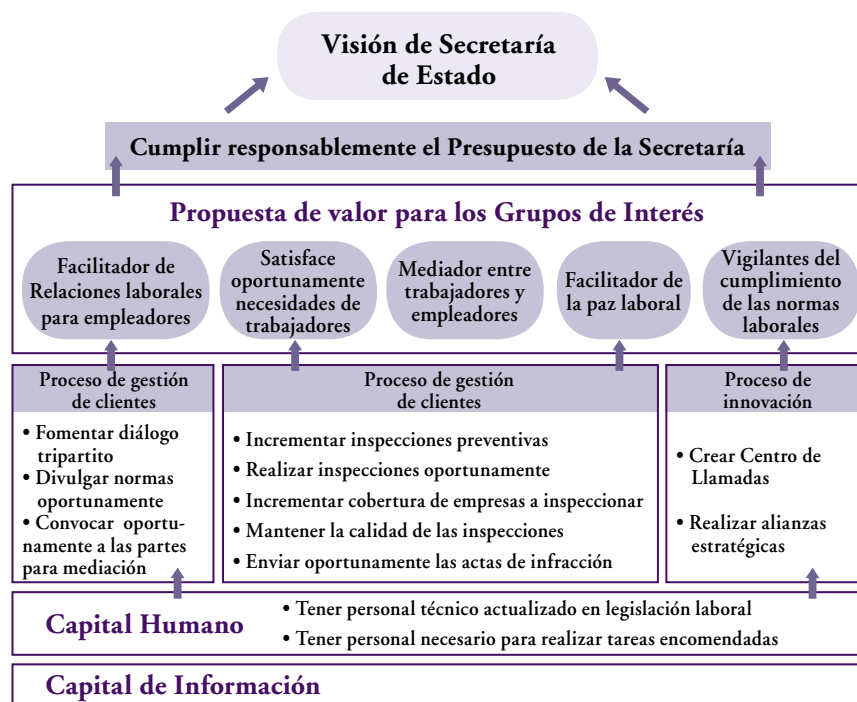 Visión de Secretaría
de Estado
Cumplir responsablemente el Presupuesto de la Secretaría
Propuesta de valor para los Grupos de Interés
Facilitador de
Relaciones laborales
para empleadores
Satisface
oportunamente
necesidades de
trabajadores
Mediador entre
trabajadores y
empleadores
Facilitador de
la paz laboral
Vigilantes del
cumplimiento
de las normas
laborales
Proceso de gestión
de clientes
• Fomentar diálogo
tripartito
• Divulgar normas
oportunamente
• Convocar oportu-
namente a las partes
para mediación
Proceso de gestión
de clientes
• Incrementar inspecciones preventivas
• Realizar inspecciones oportunamente
• Incrementar cobertura de empresas a inspeccionar
• Mantener la calidad de las inspecciones
• Enviar oportunamente las actas de infracción
Proceso de
innovación
• Crear Centro de
Llamadas
• Realizar alianzas
estratégicas
Capital Humano
• Tener personal técnico actualizado en legislación laboral
• Tener personal necesario para realizar tareas encomendadas
Capital de Información